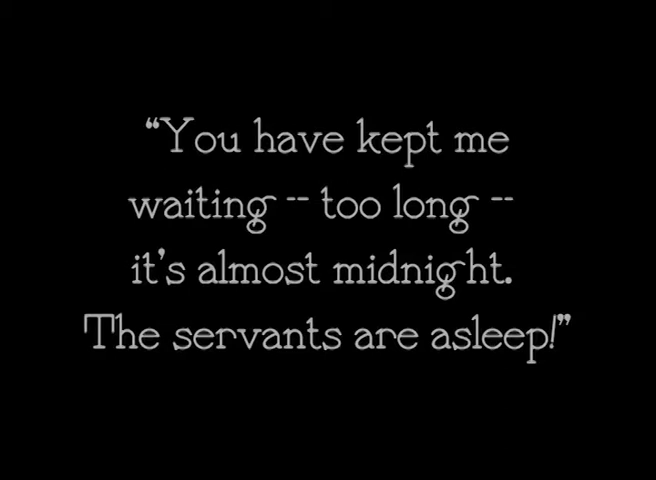 “You have kept me
waiting -- too long --
it's almost midnight.
The servants are asleep!”